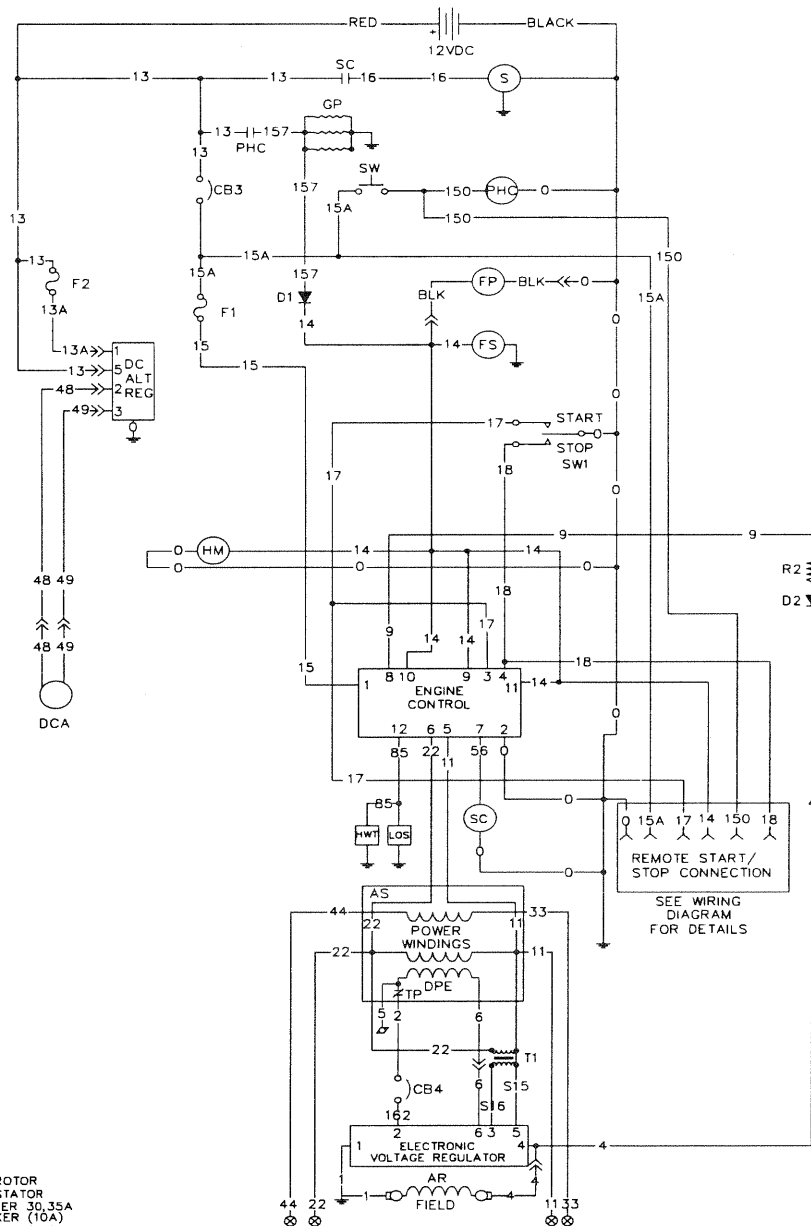 RED
BLACK
+
12VDC
SC
13
13
16
16
S
GP
13
157
PHC
13
SW
CB3
157
15A
150
PHC
0
150
13
15A
150
13
F2
15A
157
FP
BLK
0
BLK
15A
13A
F1
D1
14
0
15
14
FS
13A
1
13
5
DC
48
2
ALT
49
3
REG
0
15
17
START
0
STOP
SW1
17
18
0
9
9
0
HM
14
14
0
0
0
R2
48
49
18
D2
9
14
14
17
48
49
15
18
8
10
9
3
4
1
ENGINE
CONTROL
11
14
DCA
0
12
6
5
7
2
85
22
11
56
0
17
0
85
SC
0
15A
17
14
150
18
HWT
LOS
0
REMOTE START/
STOP CONNECTION
0
SEE WIRING
DIAGRAM
FOR DETAILS
AS
44
33
22
POWER
WINDINGS
11
22
11
DPE
TP
5
2
6
22
T1
6
S15
CB4
S16
162
2
6
3
5
1
ELECTRONIC
VOLTAGE REGULATOR
4
4
1
AR
4
1
FIELD
4
ROTOR
STATOR
ER 30,35A
KER (10A)
44
22
11
33